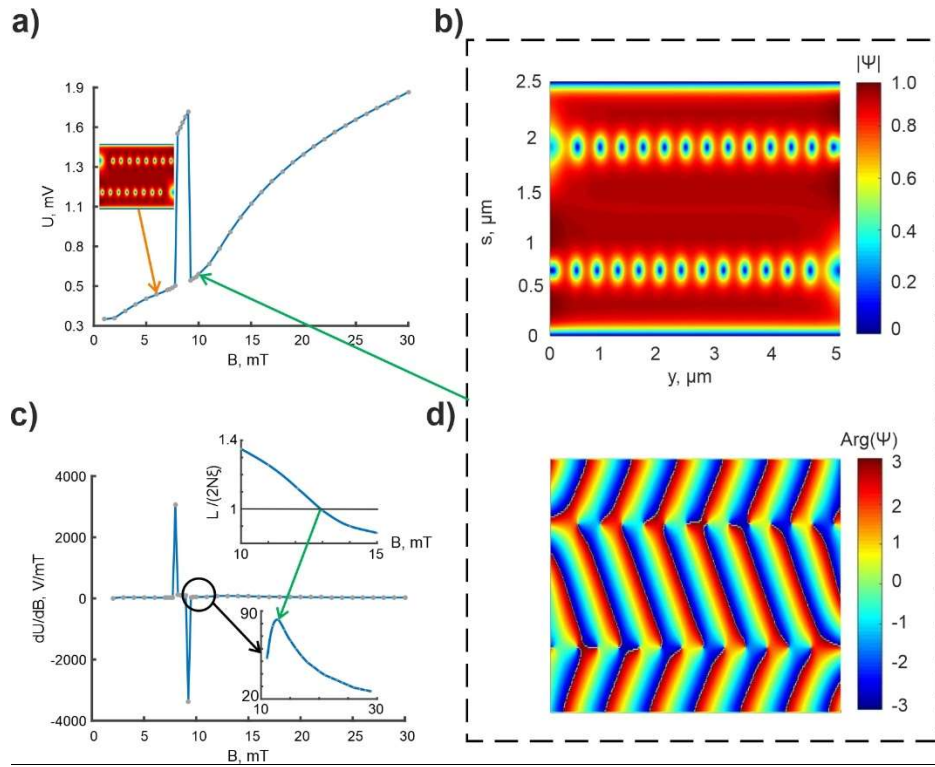 a)
1.9
1.6
1.3
1.1
0.8
0.5
0.3
U, mV
0 5 10 15 20 25 30
B, mT
b)
|Ψ|
2.5
2
1.5
1
0.5
0
s, µm
0 1 2 3 4 5
y, µm
1.0
0.8
0.6
0.4
0.2
0
c)
4000
2000
0
-2000
-4000
dU/dB, V/mT
0 5 10 15 20 25 30
B, mT
1.4
1
L /(2Nξ)
10 15
B, mT
90
20
10 30
d)
Arg(Ψ)
3
2
1
0
-1
-2
-3